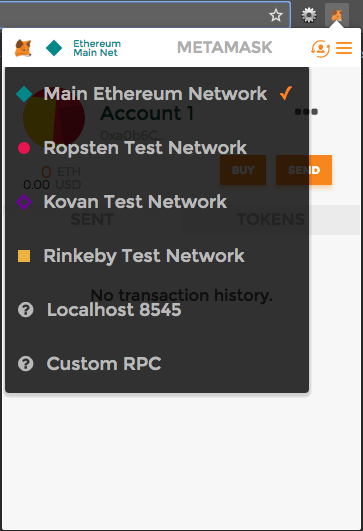 Ethereum
Main Net
METAMASK
Main Ethereum Network
Account 1
0xa0b6C...
Ropsten Test Network
0 ETH
0.00 USD
BUY
SEND
Kovan Test Network
SENT
TOKENS
Rinkeby Test Network
No transaction history.
Localhost 8545
Custom RPC